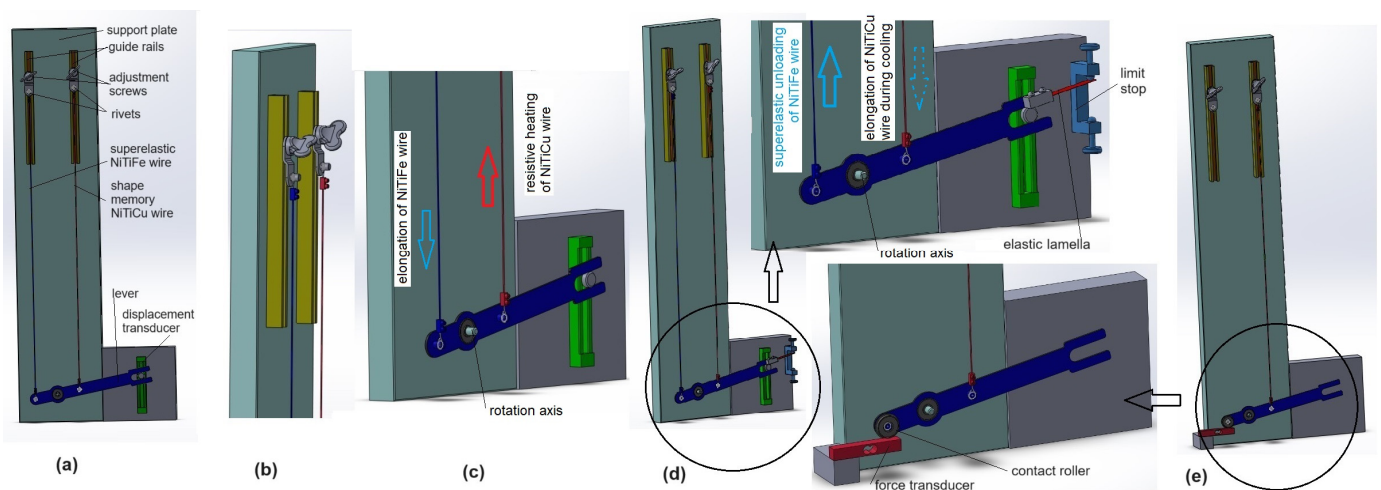 support plate
guide rails
adjustment
screws
rivets
superelastic
NiTiFe wire
shape
memory
NiTiCu wire
lever
displacement
transducer
(a)
(b)
elongation of NiTiFe wire
resistive heating
of NiTiCu wire
rotation axis
(c)
superelastic unloading
of NiTiFe wire
elongation of NiTiCu
wire during cooling
limit
stop
elastic lamella
rotation axis
(d)
contact roller
force transducer
(e)